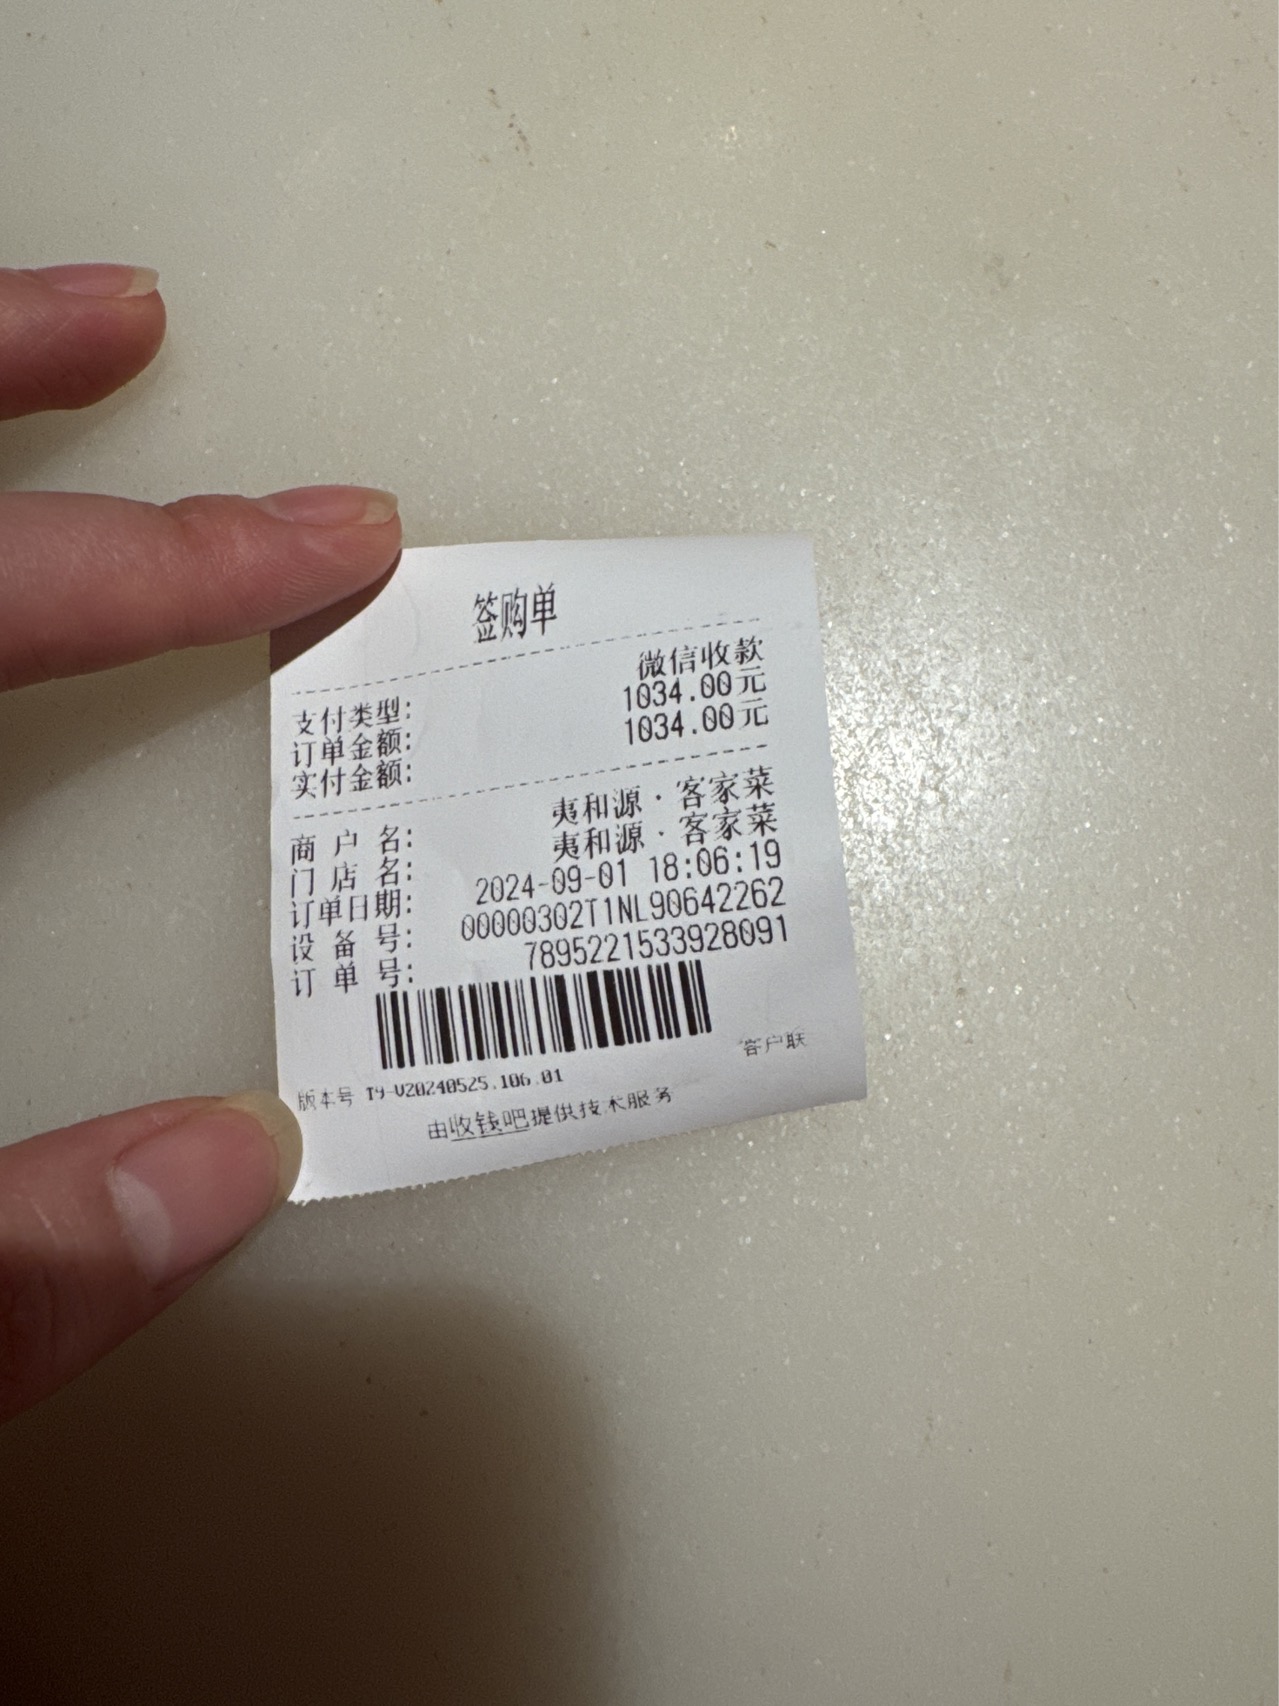 签购单
支付类型: 微信收款
订单金额: 1034.00元
实付金额: 1034.00元
商户名: 夷和源·客家菜
门店名: 夷和源·客家菜
订单日期: 2024-09-01 18:06:19
设备号: 00000302T1NL90642262
订单号: 7895221533928091
客户联
版本号 T9-V20240525.106.01
由收钱吧提供技术服务